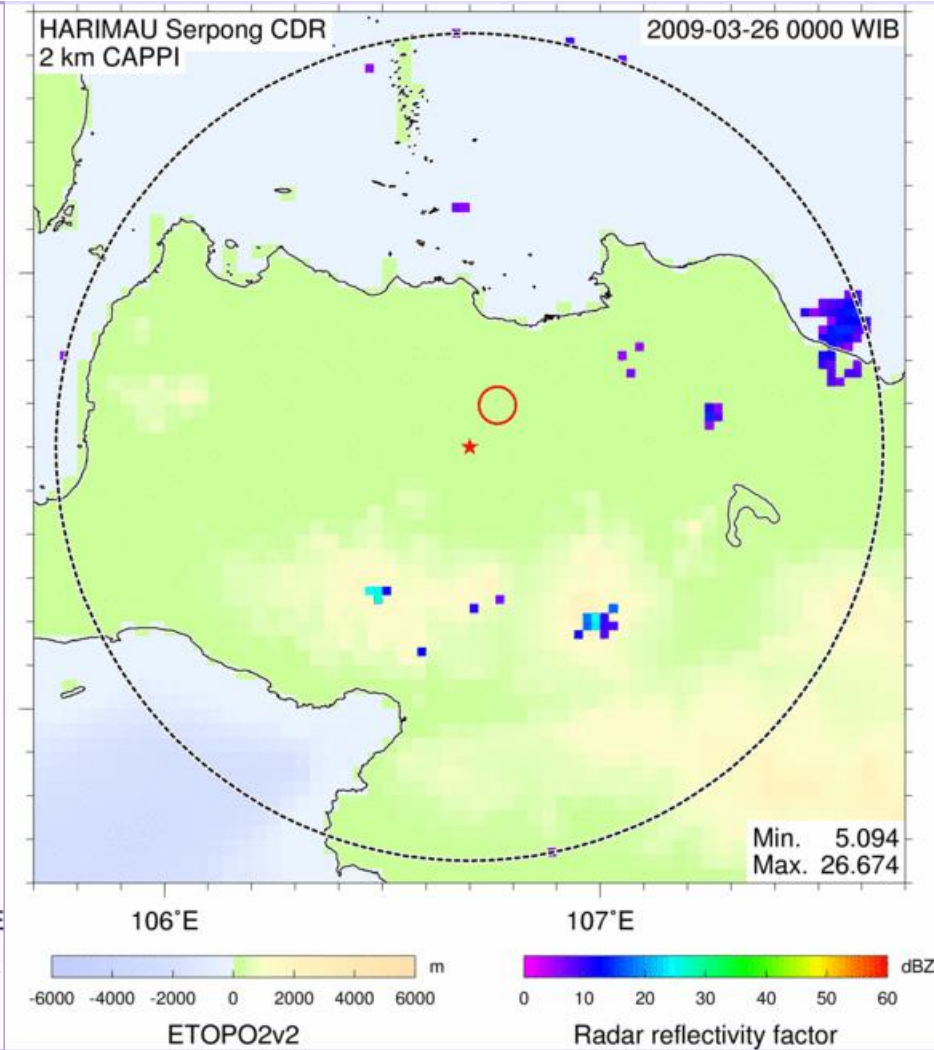 HARIMAU Serpong CDR
2 km CAPPI
2009-03-26 0000 WIB
Min. 5.094
Max. 26.674
106°E
107°E
m
-6000 -4000 -2000 0 2000 4000 6000
ETOPO2v2
dBZ
0 10 20 30 40 50 60
Radar reflectivity factor